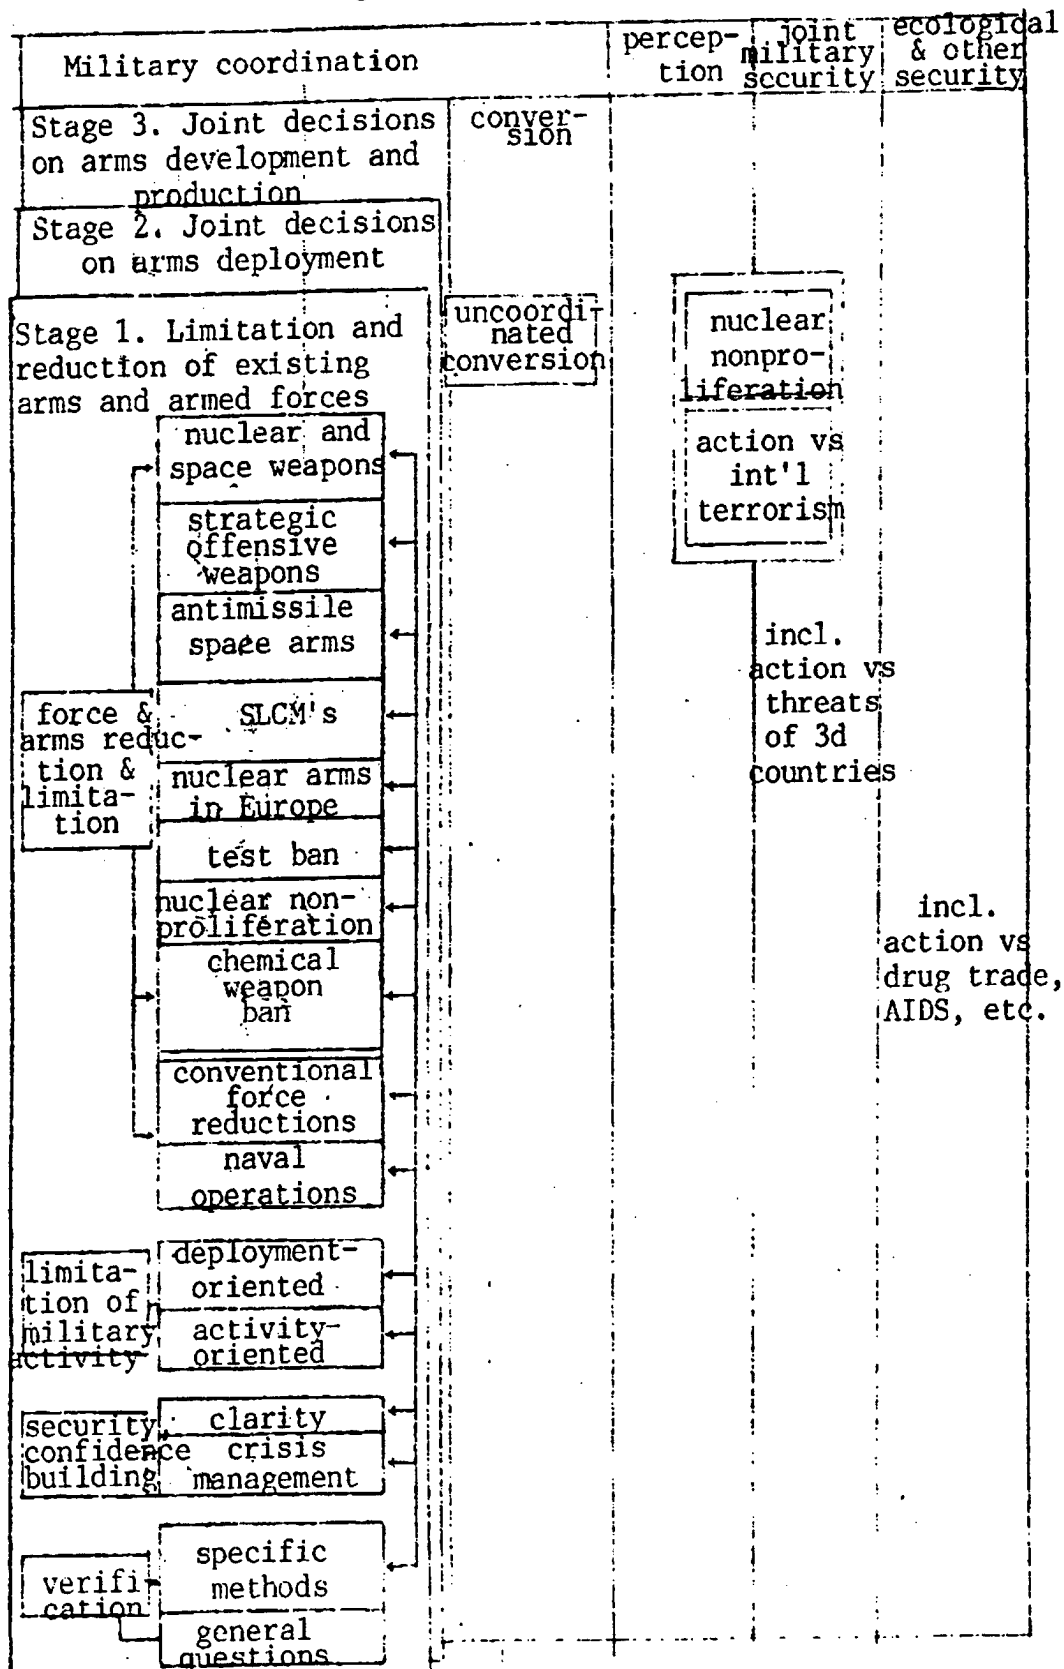 Military coordination
percep-
tion
joint
military
security
ecological
& other
security
Stage 3. Joint decisions
on arms development and
production
conver-
sion
Stage 2. Joint decisions
on arms deployment
Stage 1. Limitation and
reduction of existing
arms and armed forces
uncoordi-
nated
conversion
nuclear
nonpro-
liferation
action vs
int'l
terrorism
nuclear and
space weapons
strategic
offensive
weapons
antimissile
space arms
SLCM's
nuclear arms
in Europe
test ban
nuclear non-
proliferation
chemical
weapon
ban
conventional
force
reductions
naval
operations
force &
arms reduc-
tion &
limita-
tion
incl.
action vs
threats
of 3d
countries
incl.
action vs
drug trade,
AIDS, etc.
limita-
tion of
military
activity
deployment-
oriented
activity-
oriented
security
confidence
building
clarity
crisis
management
verifi-
cation
specific
methods
general
questions